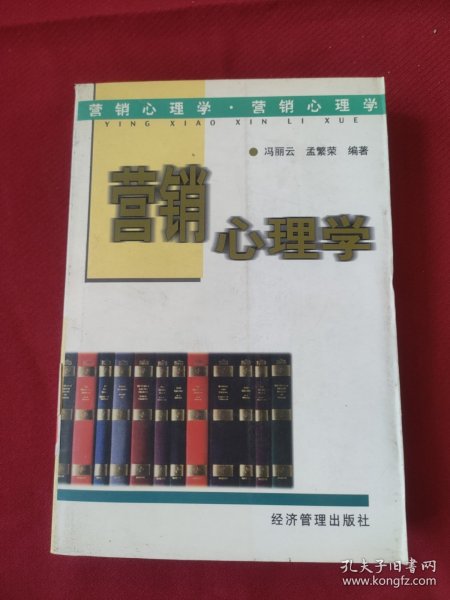 营销心理学·营销心理学
YING XIAO XIN LI XUE
冯丽云 孟繁荣 编著
营销
心理学
经济管理出版社
孔夫子旧书网
www.kongfz.com